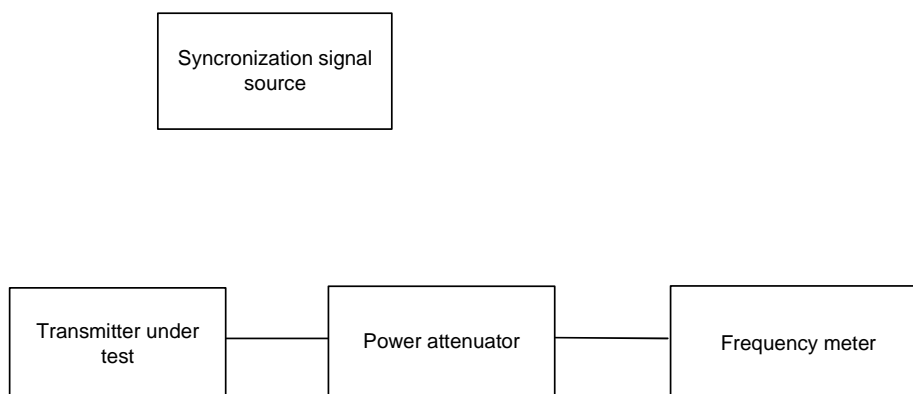 Syncronization signal
source
Transmitter under
test
Power attenuator
Frequency meter